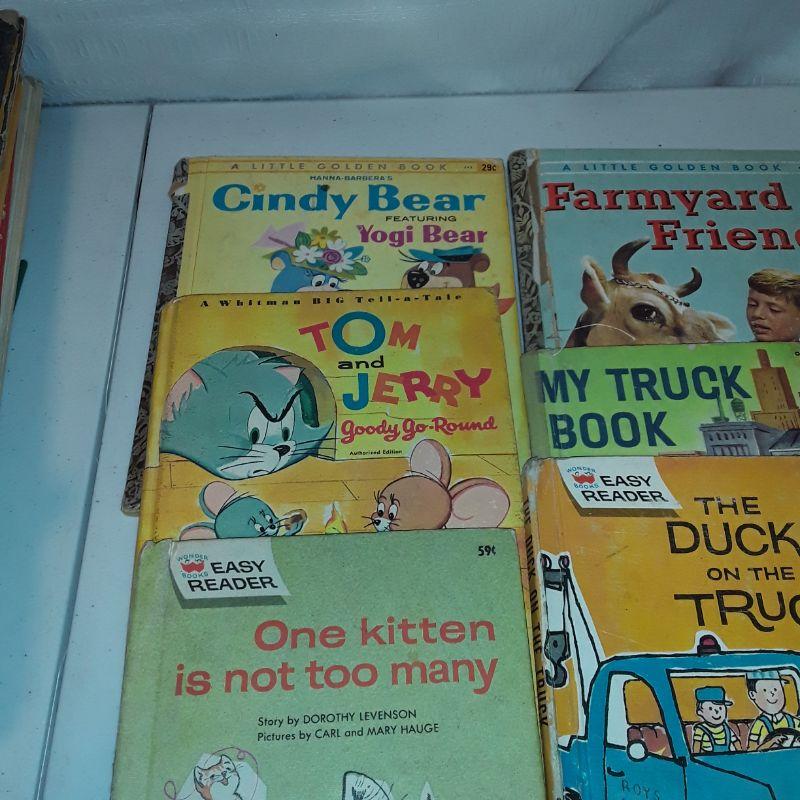 A LITTLE GOLDEN BOOK
29¢
HANNA-BARBERA'S
Cindy Bear
FEATURING
Yogi Bear
A Whitman BIG Tell-a-Tale
TOM
and
JERRY
Goody Go-Round
Authorized Edition
WONDER
BOOKS
EASY
READER
59¢
One kitten
is not too many
Story by DOROTHY LEVENSON
Pictures by CARL and MARY HAUGE
A LITTLE GOLDEN BOOK
Farmyard
Frien
MY TRUCK
BOOK
WONDER
BOOKS
EASY
READER
THE
DUCK
ON THE
TRUC
ROYS